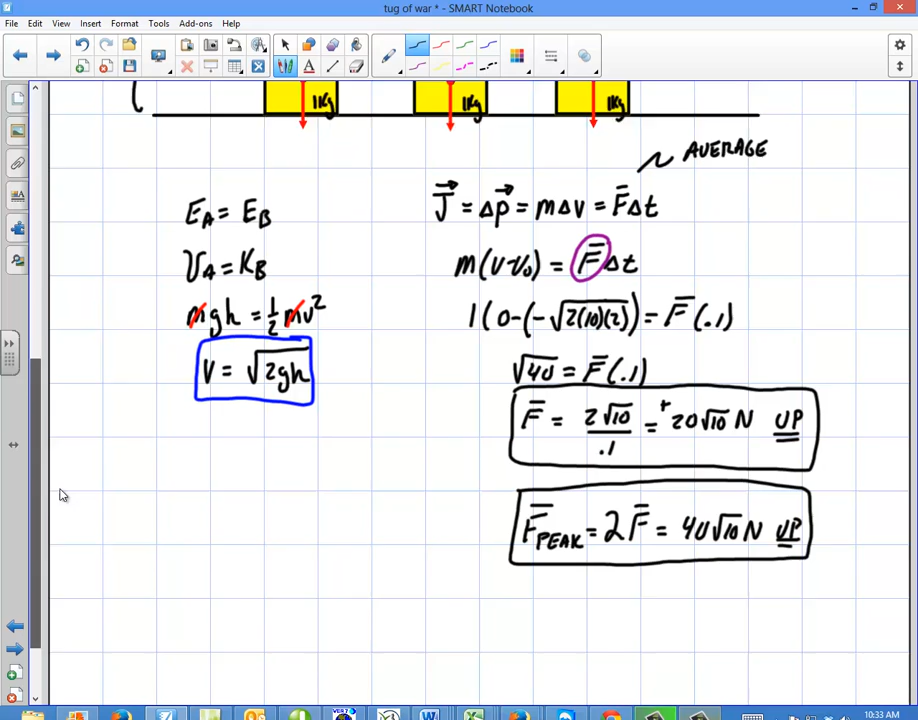 tug of war * - SMART Notebook
File Edit View Insert Format Tools Add-ons Help
1Kg 1Kg 1Kg
AVERAGE
E_A = E_B
U_A = K_B
mgh = 1/2 mv²
V = √2gh
J⃗ = Δp⃗ = mΔv = F̄Δt
m(v-v₀) = F̄Δt
1(0-(-√2(10)(2)) = F̄(.1)
√40 = F̄(.1)
F̄ = 2√10/.1 = +20√10 N UP
F̄_PEAK = 2F̄ = 40√10 N UP
10:33 AM